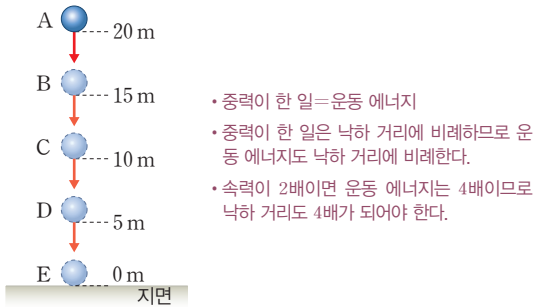 A
20 m
B
15 m
C
10 m
D
5 m
E
0 m
지면
• 중력이 한 일=운동 에너지
• 중력이 한 일은 낙하 거리에 비례하므로 운
동 에너지도 낙하 거리에 비례한다.
• 속력이 2배이면 운동 에너지는 4배이므로
낙하 거리도 4배가 되어야 한다.